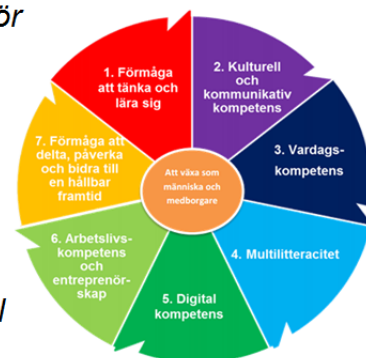 ör
1. Förmåga
att tänka och
lära sig
2. Kulturell
och
kommunikativ
kompetens
3. Vardags-
kompetens
4. Multilitteracitet
5. Digital
kompetens
6. Arbetslivs-
kompetens
och
entreprenör-
skap
7. Förmåga att
delta, påverka
och bidra till
en hållbar
framtid
Att växa som
människa och
medborgare